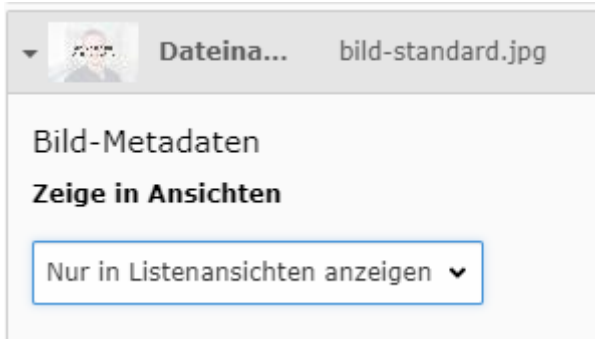 Dateina... bild-standard.jpg
Bild-Metadaten
Zeige in Ansichten
Nur in Listenansichten anzeigen